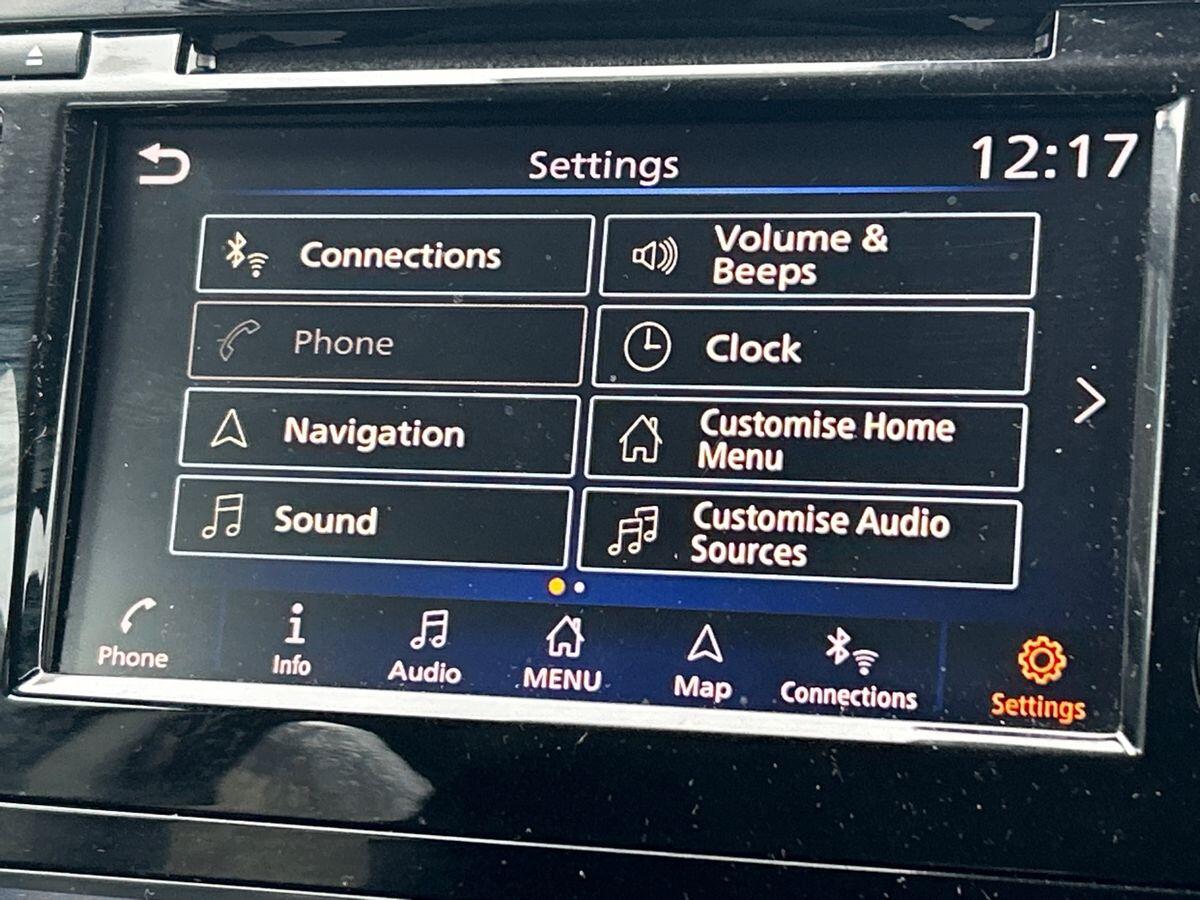 Settings
12:17
Connections
Volume &
Beeps
Phone
Clock
Navigation
Customise Home
Menu
Sound
Customise Audio
Sources
Phone
Info
Audio
MENU
Map
Connections
Settings